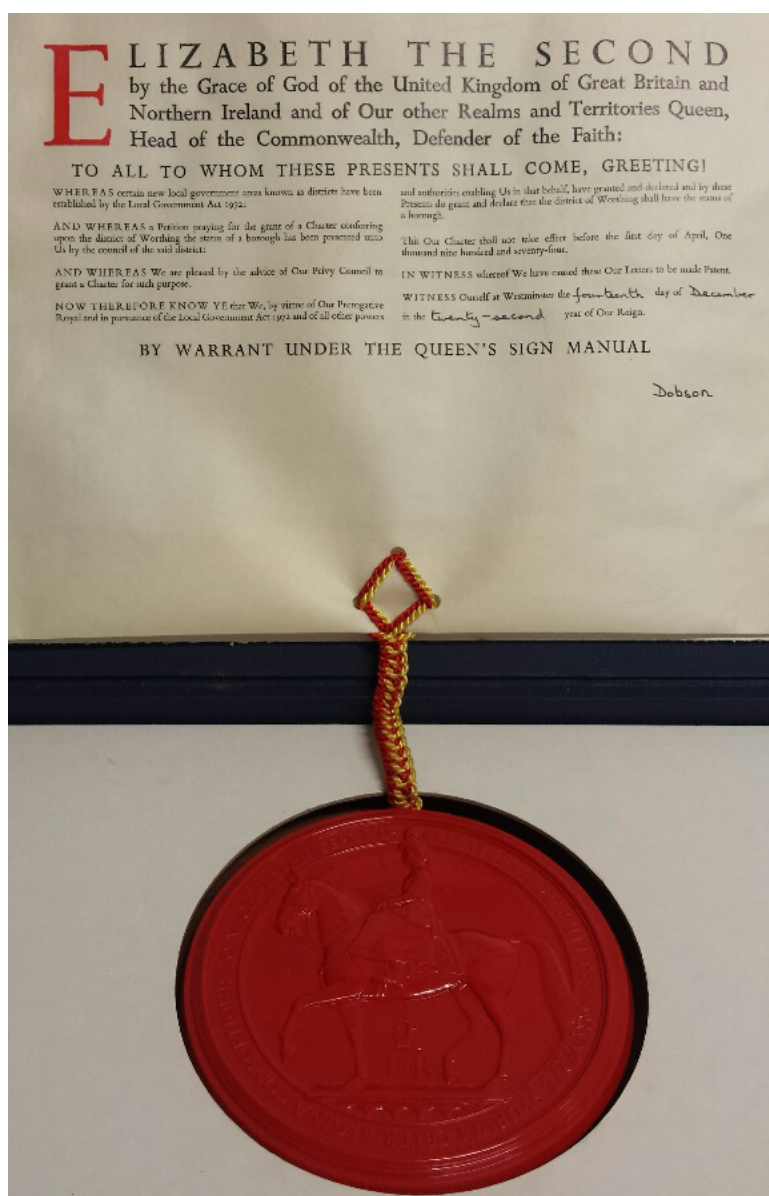 ELIZABETH THE SECOND
by the Grace of God of the United Kingdom of Great Britain and
Northern Ireland and of Our other Realms and Territories Queen,
Head of the Commonwealth, Defender of the Faith:
TO ALL TO WHOM THESE PRESENTS SHALL COME, GREETING!
WHEREAS certain new local government areas known as districts have been
established by the Local Government Act 1972:
AND WHEREAS a Petition praying for the grant of a Charter conferring
upon the district of Worthing the status of a borough has been presented unto
Us by the council of the said district:
AND WHEREAS We are pleased by the advice of Our Privy Council to
grant a Charter for such purpose.
NOW THEREFORE KNOW YE that We, by virtue of Our Prerogative
Royal and in pursuance of the Local Government Act 1972 and of all other powers
and authorities enabling Us in that behalf, have granted and declared and by these
Presents do grant and declare that the district of Worthing shall have the status of
a borough.
This Our Charter shall not take effect before the first day of April, One
thousand nine hundred and seventy-four.
IN WITNESS whereof We have caused these Our Letters to be made Patent.
WITNESS Ourself at Westminster the fourteenth day of December
in the twenty-second year of Our Reign.
BY WARRANT UNDER THE QUEEN'S SIGN MANUAL
Dobson
E R